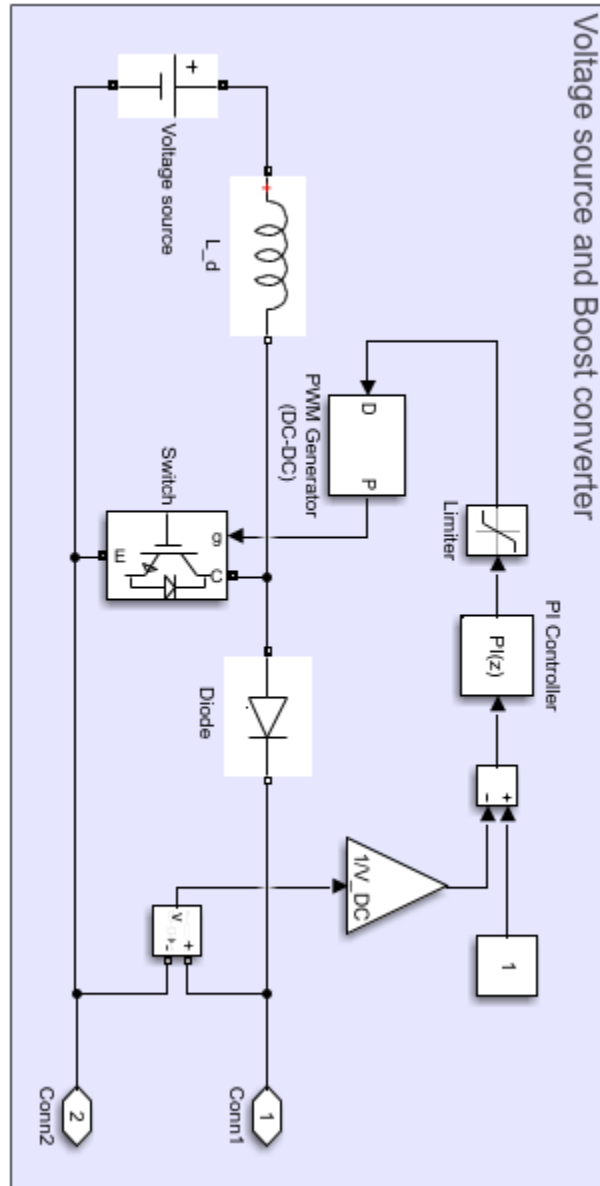 Voltage source and Boost converter
PI Controller
Limiter
PI(z)
+
-
1
PWM Generator
(DC-DC)
D
P
1/V_DC
+
Voltage source
L_d
Switch
g
C
E
Diode
v
+
-
1
Conn1
2
Conn2